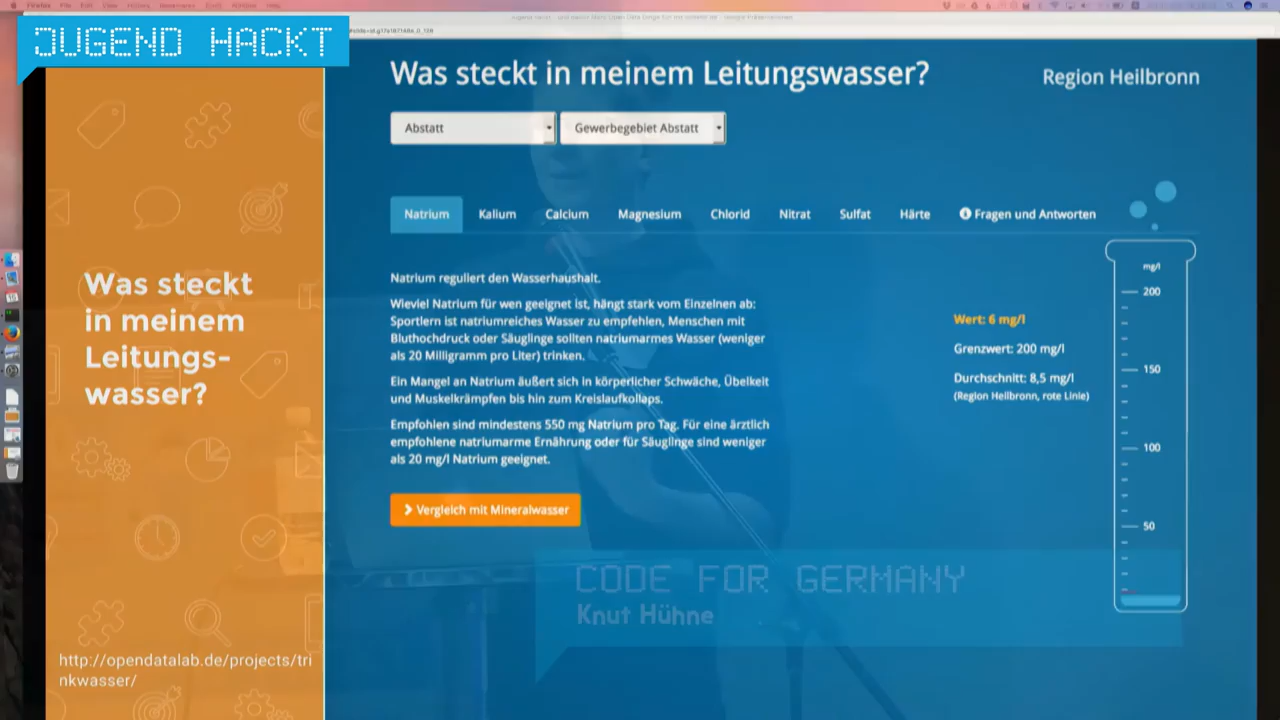 JUGEND HACKT
Was steckt in meinem Leitungswasser?
Region Heilbronn
Abstatt
Gewerbegebiet Abstatt
Natrium
Kalium
Calcium
Magnesium
Chlorid
Nitrat
Sulfat
Härte
Fragen und Antworten
Natrium reguliert den Wasserhaushalt.
Wieviel Natrium für wen geeignet ist, hängt stark vom Einzelnen ab:
Sportlern ist natriumreiches Wasser zu empfehlen, Menschen mit
Bluthochdruck oder Säuglinge sollten natriumarmes Wasser (weniger
als 20 Milligramm pro Liter) trinken.
Ein Mangel an Natrium äußert sich in körperlicher Schwäche, Übelkeit
und Muskelkrämpfen bis hin zum Kreislaufkollaps.
Empfohlen sind mindestens 550 mg Natrium pro Tag. Für eine ärztlich
empfohlene natriumarme Ernährung oder für Säuglinge sind weniger
als 20 mg/l Natrium geeignet.
Vergleich mit Mineralwasser
Wert: 6 mg/l
Grenzwert: 200 mg/l
Durchschnitt: 8,5 mg/l
(Region Heilbronn, rote Linie)
mg/l
200
150
100
50
Was steckt
in meinem
Leitungs-
wasser?
http://opendatalab.de/projects/tri
nkwasser/
CODE FOR GERMANY
Knut Hühne